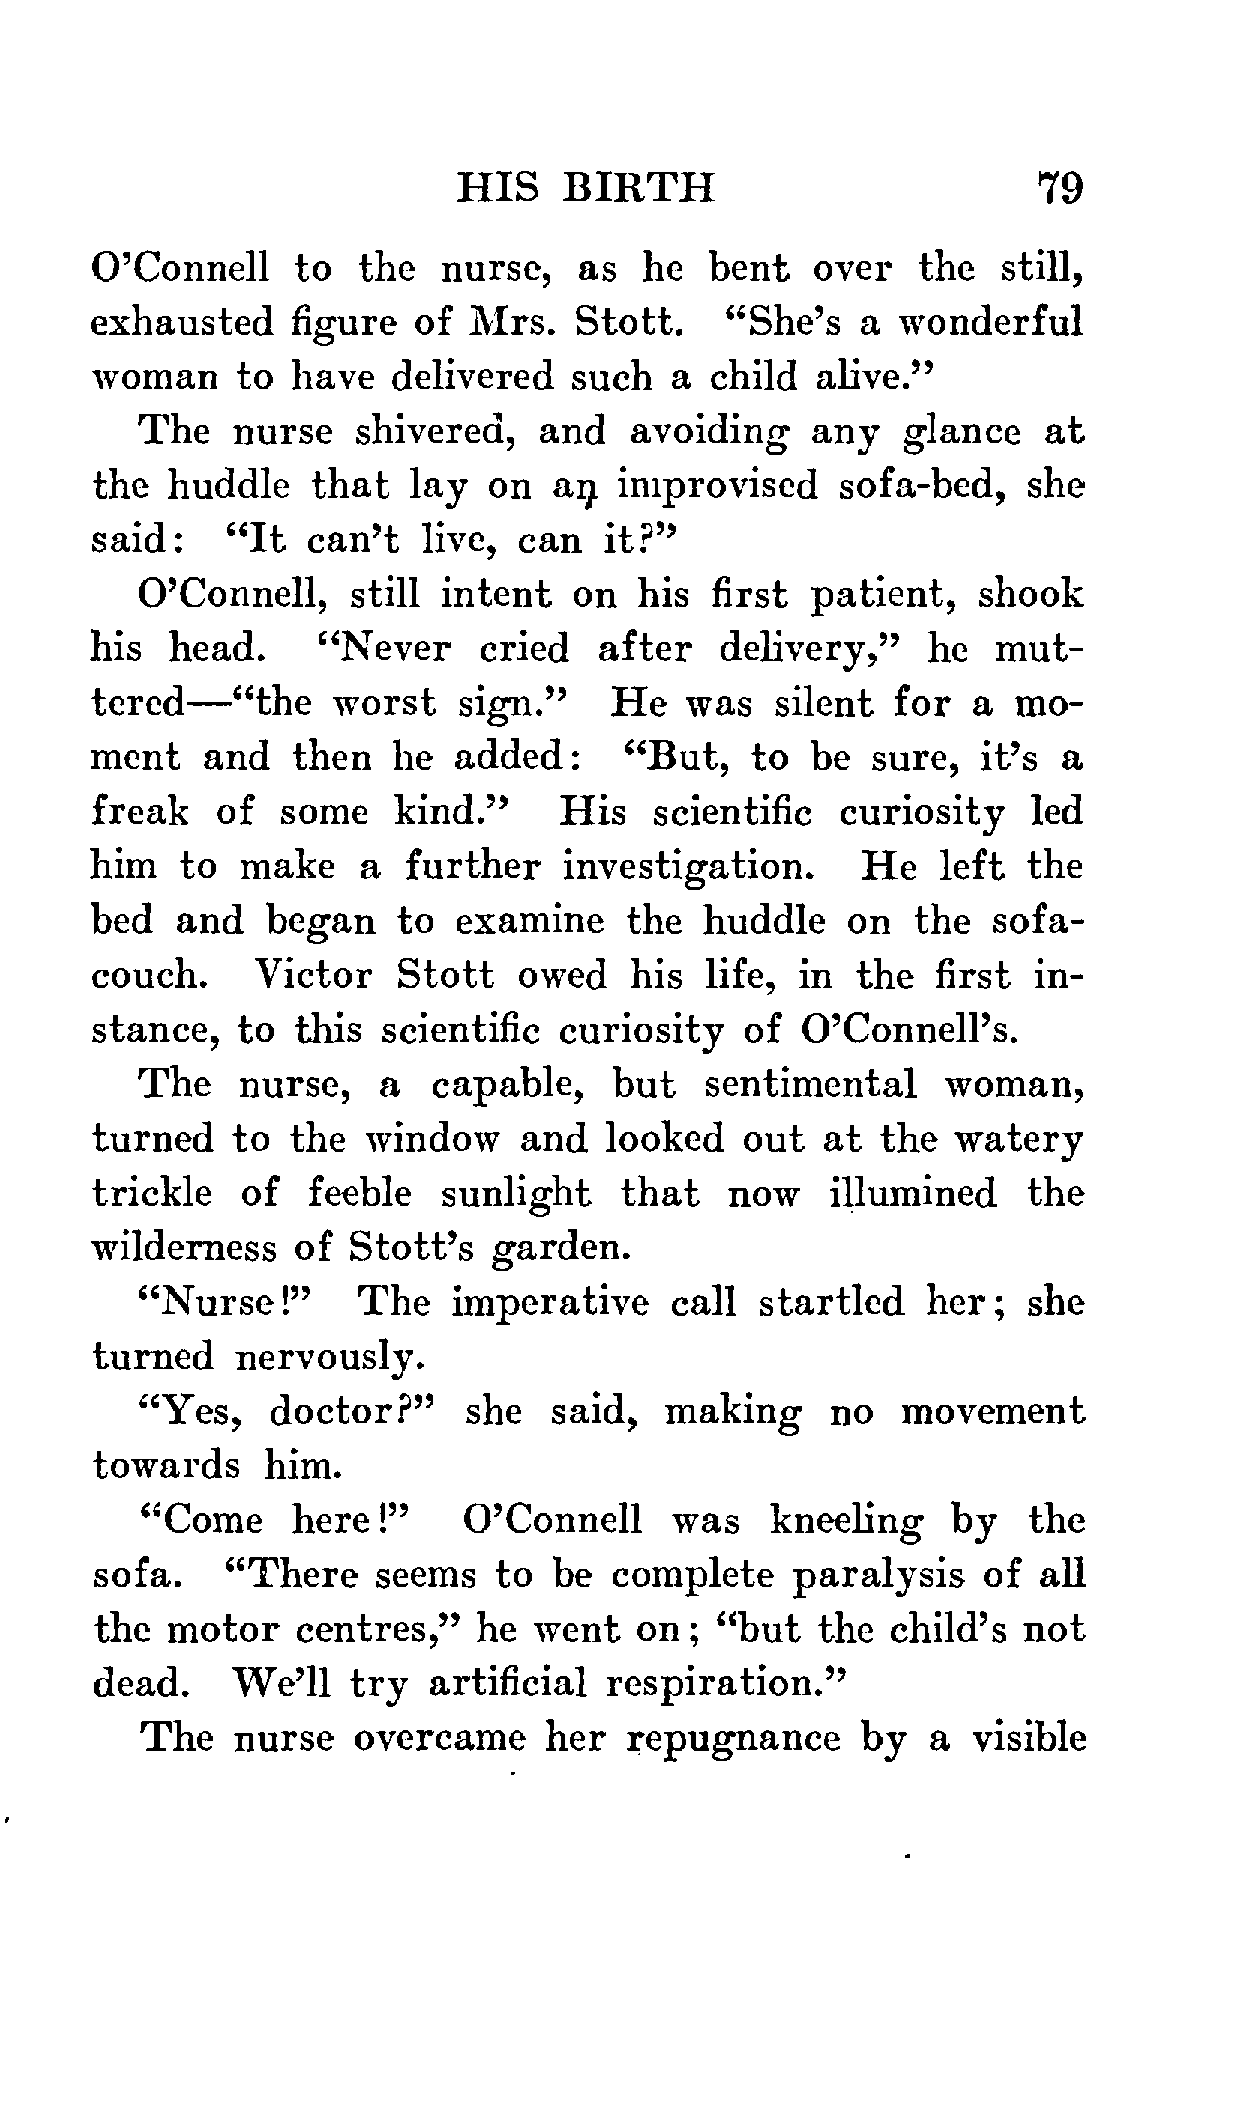 HIS BIRTH 79
O'Connell to the nurse, as he bent over the still,
exhausted figure of Mrs. Stott. "She's a wonderful
woman to have delivered such a child alive."
The nurse shivered, and avoiding any glance at
the huddle that lay on an improvised sofa-bed, she
said: "It can't live, can it?"
O'Connell, still intent on his first patient, shook
his head. "Never cried after delivery," he mut-
tered—"the worst sign." He was silent for a mo-
ment and then he added: "But, to be sure, it's a
freak of some kind." His scientific curiosity led
him to make a further investigation. He left the
bed and began to examine the huddle on the sofa-
couch. Victor Stott owed his life, in the first in-
stance, to this scientific curiosity of O'Connell's.
The nurse, a capable, but sentimental woman,
turned to the window and looked out at the watery
trickle of feeble sunlight that now illumined the
wilderness of Stott's garden.
"Nurse!" The imperative call startled her; she
turned nervously.
"Yes, doctor?" she said, making no movement
towards him.
"Come here!" O'Connell was kneeling by the
sofa. "There seems to be complete paralysis of all
the motor centres," he went on; "but the child's not
dead. We'll try artificial respiration."
The nurse overcame her repugnance by a visible